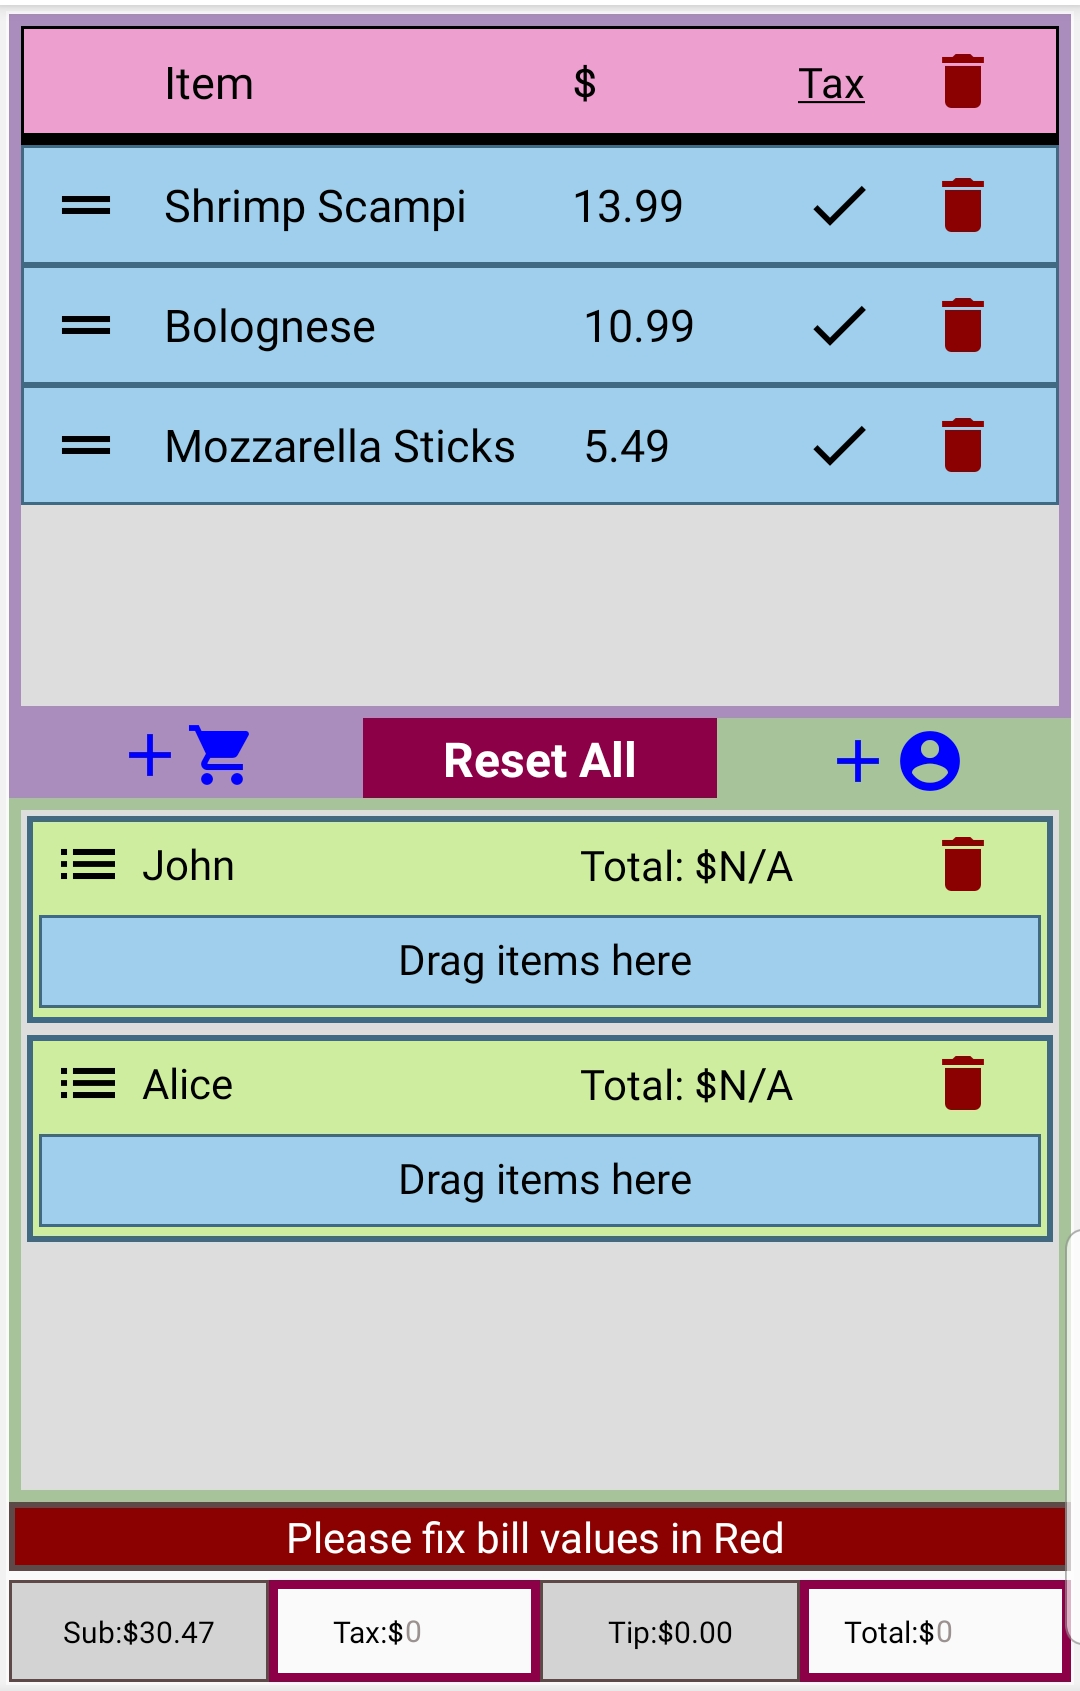 Item $ Tax
Shrimp Scampi 13.99
Bolognese 10.99
Mozzarella Sticks 5.49
Reset All
John Total: $N/A
Drag items here
Alice Total: $N/A
Drag items here
Please fix bill values in Red
Sub:$30.47 Tax:$0 Tip:$0.00 Total:$0